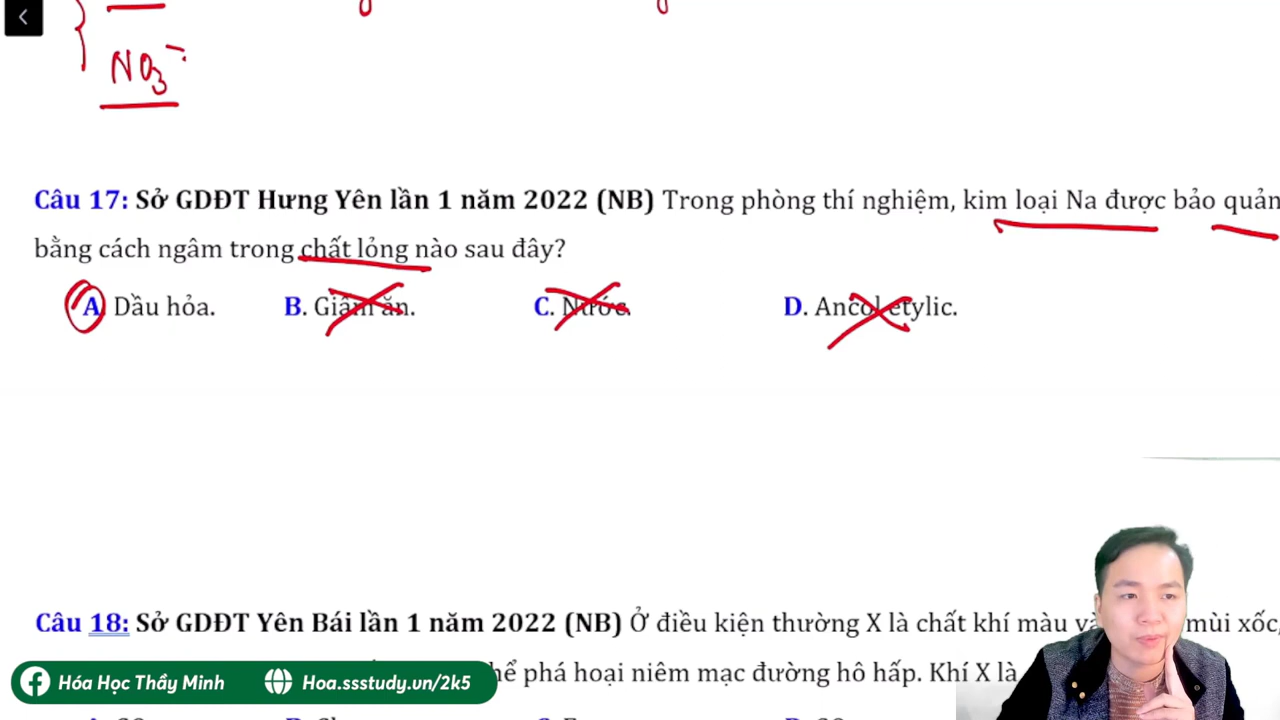 NO3-
Câu 17: Sở GDĐT Hưng Yên lần 1 năm 2022 (NB) Trong phòng thí nghiệm, kim loại Na được bảo quản
bằng cách ngâm trong chất lỏng nào sau đây?
A. Dầu hỏa. B. Giấm ăn. C. Nước. D. Ancol etylic.
Câu 18: Sở GDĐT Yên Bái lần 1 năm 2022 (NB) Ở điều kiện thường X là chất khí màu mùi xốc,
phá hoại niêm mạc đường hô hấp. Khí X là
Hóa Học Thầy Minh Hoa.ssstudy.vn/2k5